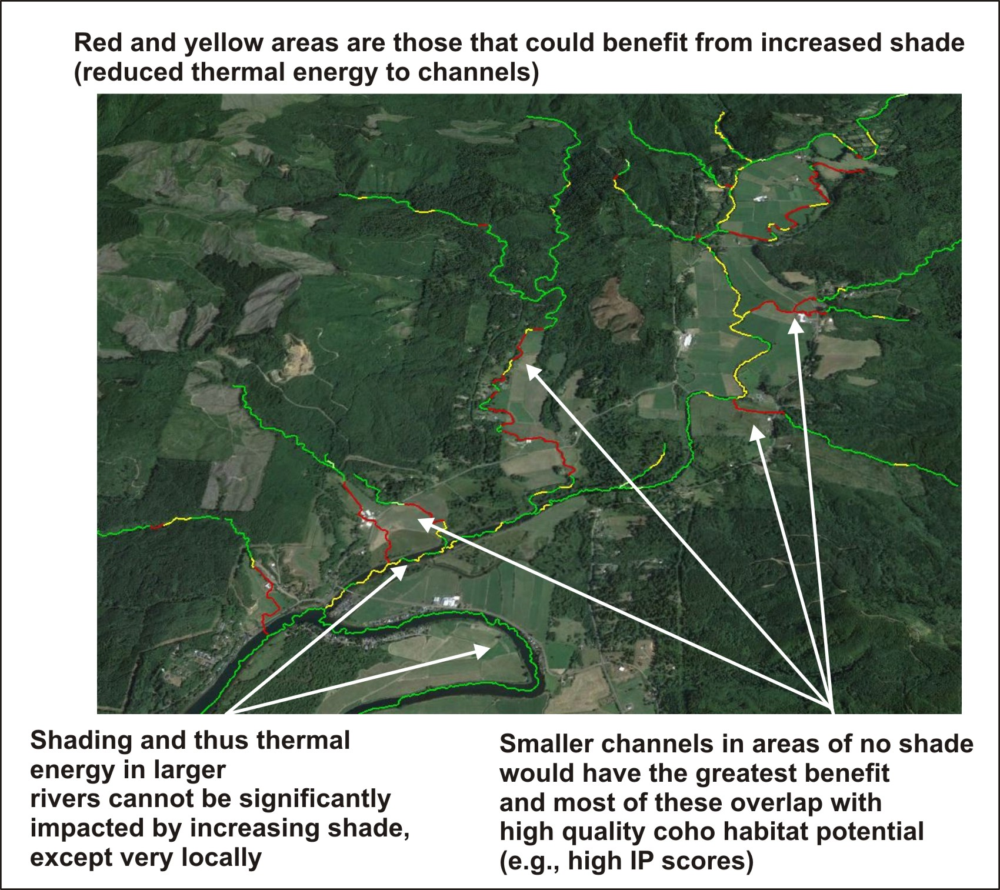 Red and yellow areas are those that could benefit from increased shade
(reduced thermal energy to channels)
Shading and thus thermal
energy in larger
rivers cannot be significantly
impacted by increasing shade,
except very locally
Smaller channels in areas of no shade
would have the greatest benefit
and most of these overlap with
high quality coho habitat potential
(e.g., high IP scores)